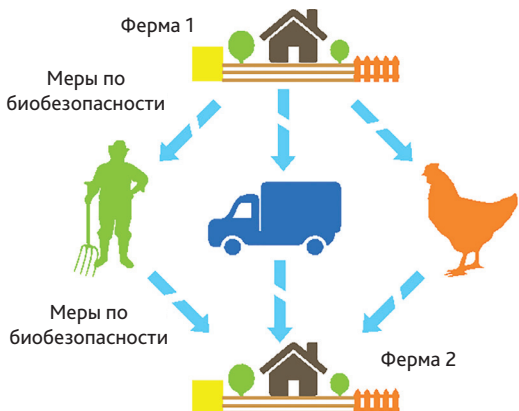 Ферма 1
Меры по
биобезопасности
Меры по
биобезопасности
Ферма 2